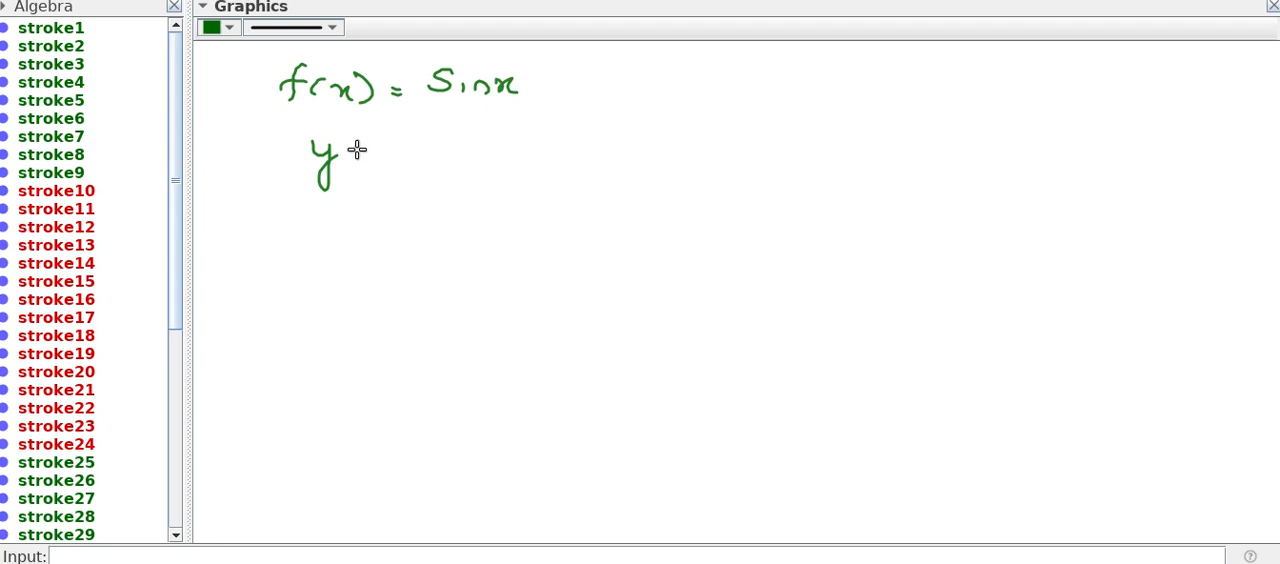 Algebra
Graphics
stroke1
stroke2
stroke3
stroke4
stroke5
stroke6
stroke7
stroke8
stroke9
stroke10
stroke11
stroke12
stroke13
stroke14
stroke15
stroke16
stroke17
stroke18
stroke19
stroke20
stroke21
stroke22
stroke23
stroke24
stroke25
stroke26
stroke27
stroke28
stroke29
f(x) = Sinx
y
Input: